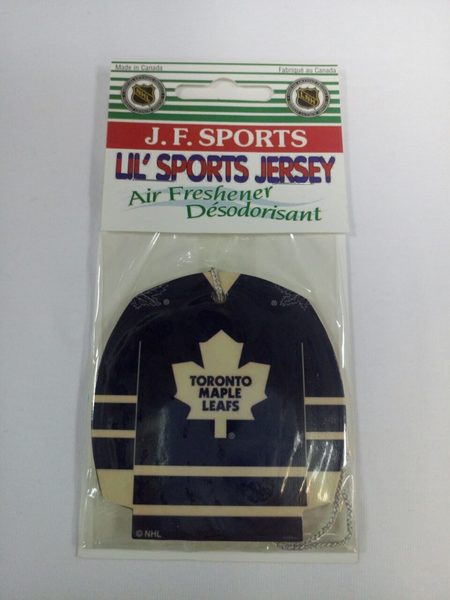 Made in Canada
Fabriqué au Canada
J. F. SPORTS
LIL' SPORTS JERSEY
Air Freshener
Désodorisant
TORONTO
MAPLE
LEAFS
®
© NHL